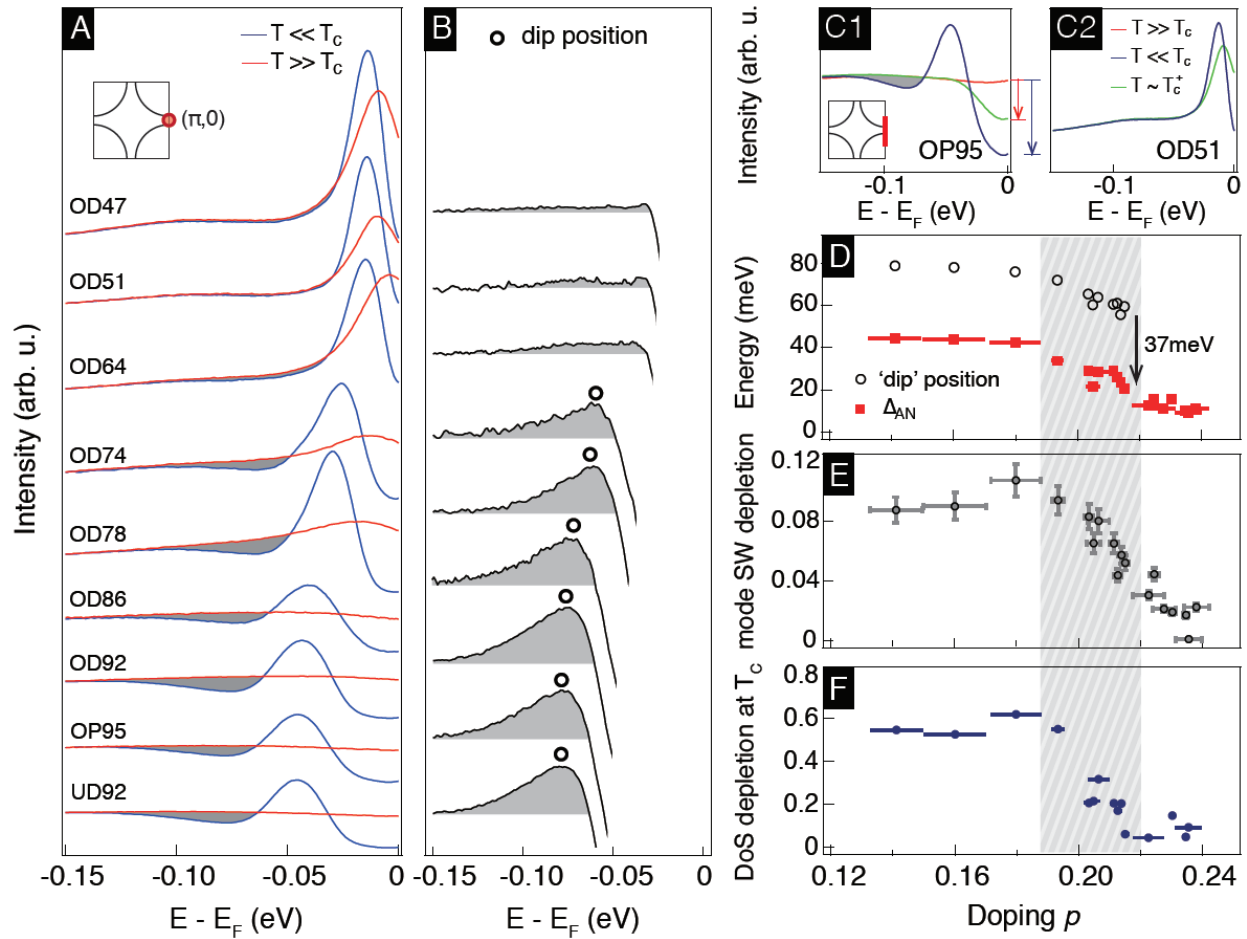 A
T << Tc
T >> Tc
(π,0)
OD47
OD51
OD64
OD74
OD78
OD86
OD92
OP95
UD92
Intensity (arb. u.)
-0.15
-0.10
-0.05
0
E - EF (eV)
B
dip position
-0.15
-0.10
-0.05
0
E - EF (eV)
C1
OP95
Intensity (arb. u.)
-0.1
0
E - EF (eV)
C2
T >> Tc
T << Tc
T ~ Tc+
OD51
-0.1
0
E - EF (eV)
D
Energy (meV)
80
60
40
20
0
37meV
'dip' position
ΔAN
E
mode SW depletion
0.12
0.08
0.04
0
F
DoS depletion at TC
0.8
0.6
0.4
0.2
0
0.12
0.16
0.20
0.24
Doping p